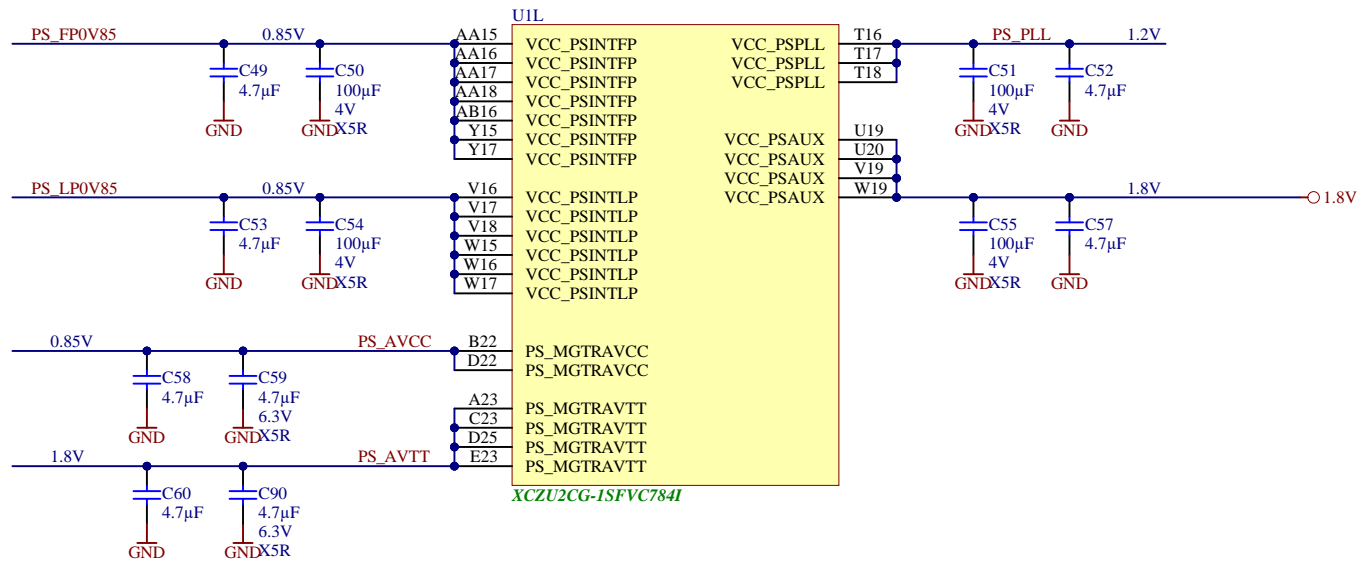 U1L
PS_FP0V85 0.85V AA15 VCC_PSINTFP VCC_PSPLL T16 PS_PLL 1.2V
AA16 VCC_PSINTFP VCC_PSPLL T17
C49 C50 AA17 VCC_PSINTFP VCC_PSPLL T18 C51 C52
4.7µF 100µF AA18 VCC_PSINTFP 100µF 4.7µF
4V AB16 VCC_PSINTFP 4V
GND GND X5R Y15 VCC_PSINTFP VCC_PSAUX U19 GND X5R GND
Y17 VCC_PSINTFP VCC_PSAUX U20
VCC_PSAUX V19
PS_LP0V85 0.85V V16 VCC_PSINTLP VCC_PSAUX W19 1.8V 1.8V
V17 VCC_PSINTLP
C53 C54 V18 VCC_PSINTLP C55 C57
4.7µF 100µF W15 VCC_PSINTLP 100µF 4.7µF
4V W16 VCC_PSINTLP 4V
GND GND X5R W17 VCC_PSINTLP GND X5R GND
0.85V PS_AVCC B22 PS_MGTRAVCC
D22 PS_MGTRAVCC
C58 C59
4.7µF 4.7µF
A23 PS_MGTRAVTT
6.3V C23 PS_MGTRAVTT
GND GND X5R D25 PS_MGTRAVTT
1.8V PS_AVTT E23 PS_MGTRAVTT
C60 C90 XCZU2CG-1SFVC784I
4.7µF 4.7µF
6.3V
GND GND X5R